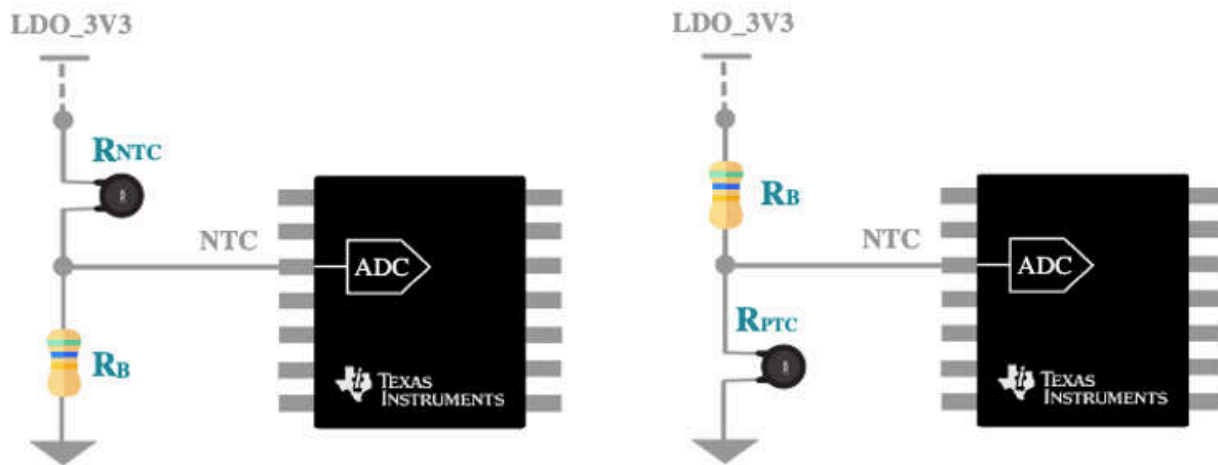 LDO_3V3
RNTC
NTC
ADC
RB
TEXAS
INSTRUMENTS
LDO_3V3
RB
NTC
ADC
RPTC
TEXAS
INSTRUMENTS